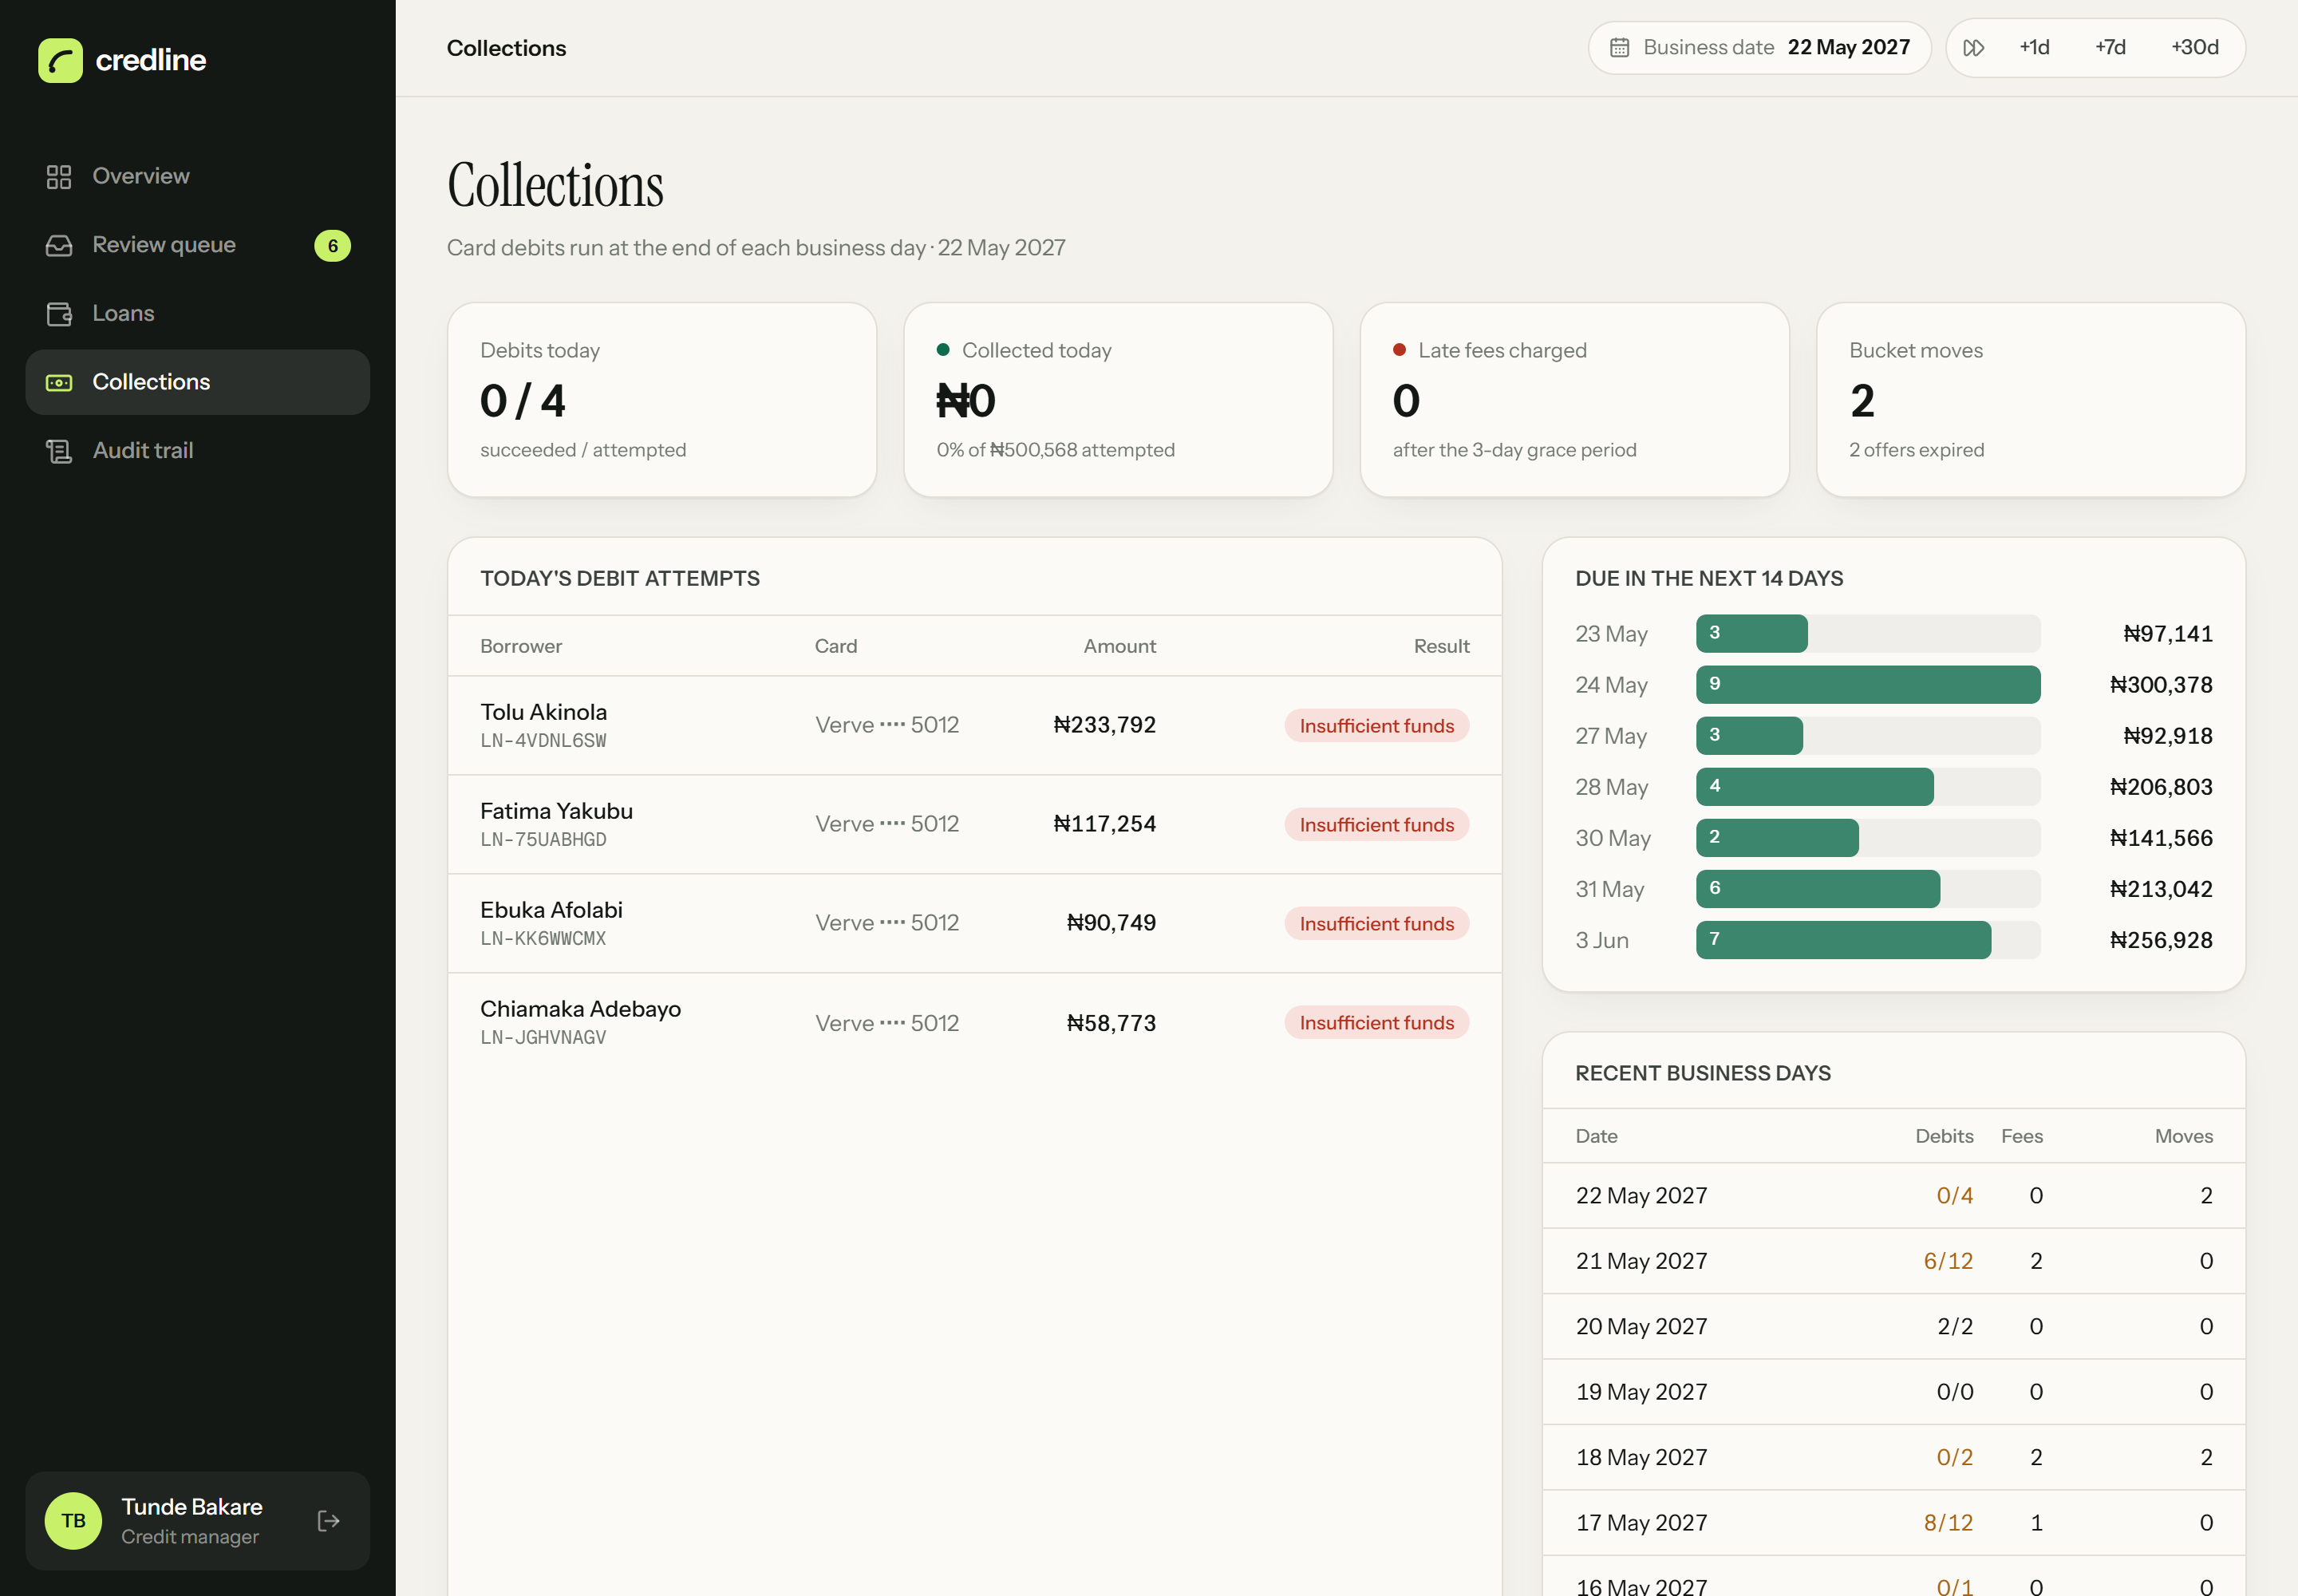 credline
Overview
Review queue 6
Loans
Collections
Audit trail
TB
Tunde Bakare
Credit manager
Collections
Business date 22 May 2027
+1d +7d +30d
Collections
Card debits run at the end of each business day · 22 May 2027
Debits today
0 / 4
succeeded / attempted
Collected today
₦0
0% of ₦500,568 attempted
Late fees charged
0
after the 3-day grace period
Bucket moves
2
2 offers expired
TODAY'S DEBIT ATTEMPTS
Borrower Card Amount Result
Tolu Akinola
LN-4VDNL6SW
Verve •••• 5012 ₦233,792 Insufficient funds
Fatima Yakubu
LN-75UABHGD
Verve •••• 5012 ₦117,254 Insufficient funds
Ebuka Afolabi
LN-KK6WWCMX
Verve •••• 5012 ₦90,749 Insufficient funds
Chiamaka Adebayo
LN-JGHVNAGV
Verve •••• 5012 ₦58,773 Insufficient funds
DUE IN THE NEXT 14 DAYS
23 May 3 ₦97,141
24 May 9 ₦300,378
27 May 3 ₦92,918
28 May 4 ₦206,803
30 May 2 ₦141,566
31 May 6 ₦213,042
3 Jun 7 ₦256,928
RECENT BUSINESS DAYS
Date Debits Fees Moves
22 May 2027 0/4 0 2
21 May 2027 6/12 2 0
20 May 2027 2/2 0 0
19 May 2027 0/0 0 0
18 May 2027 0/2 2 2
17 May 2027 8/12 1 0
16 May 2027 0/1 0 0